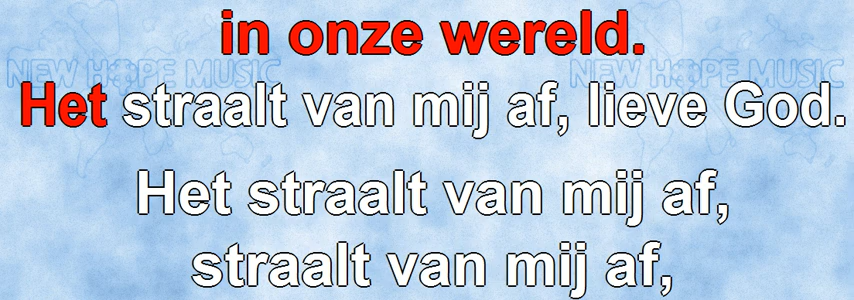 in onze wereld.
NEW HOPE MUSIC NEW HOPE MUSIC
Het straalt van mij af, lieve God.
Het straalt van mij af,
straalt van mij af,